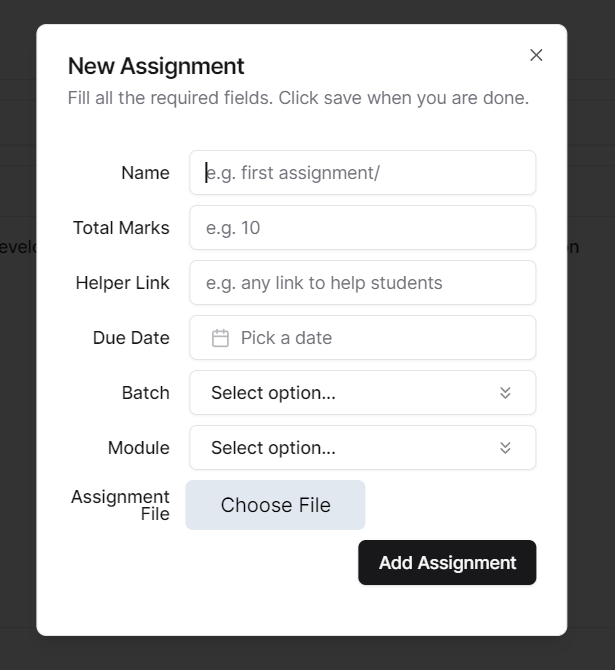 New Assignment
Fill all the required fields. Click save when you are done.
Name
e.g. first assignment/
Total Marks
e.g. 10
Helper Link
e.g. any link to help students
Due Date
Pick a date
Batch
Select option...
Module
Select option...
Assignment
File
Choose File
Add Assignment